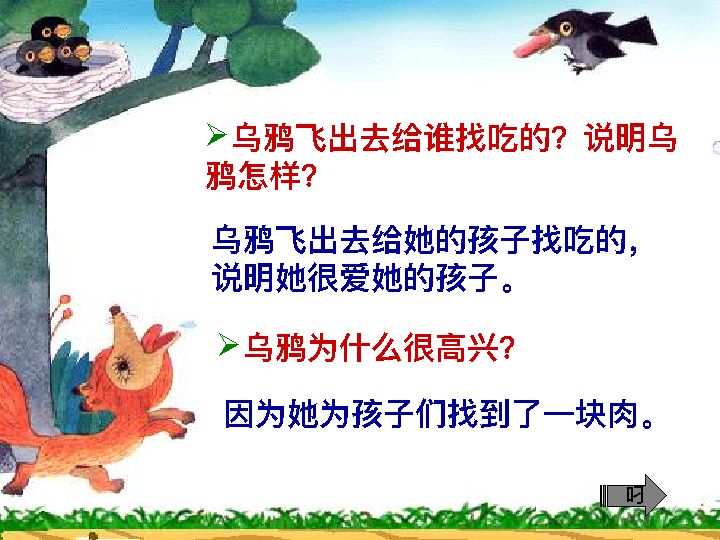 乌鸦飞出去给谁找吃的？说明乌
鸦怎样？
乌鸦飞出去给她的孩子找吃的，
说明她很爱她的孩子。
乌鸦为什么很高兴？
因为她为孩子们找到了一块肉。
叼